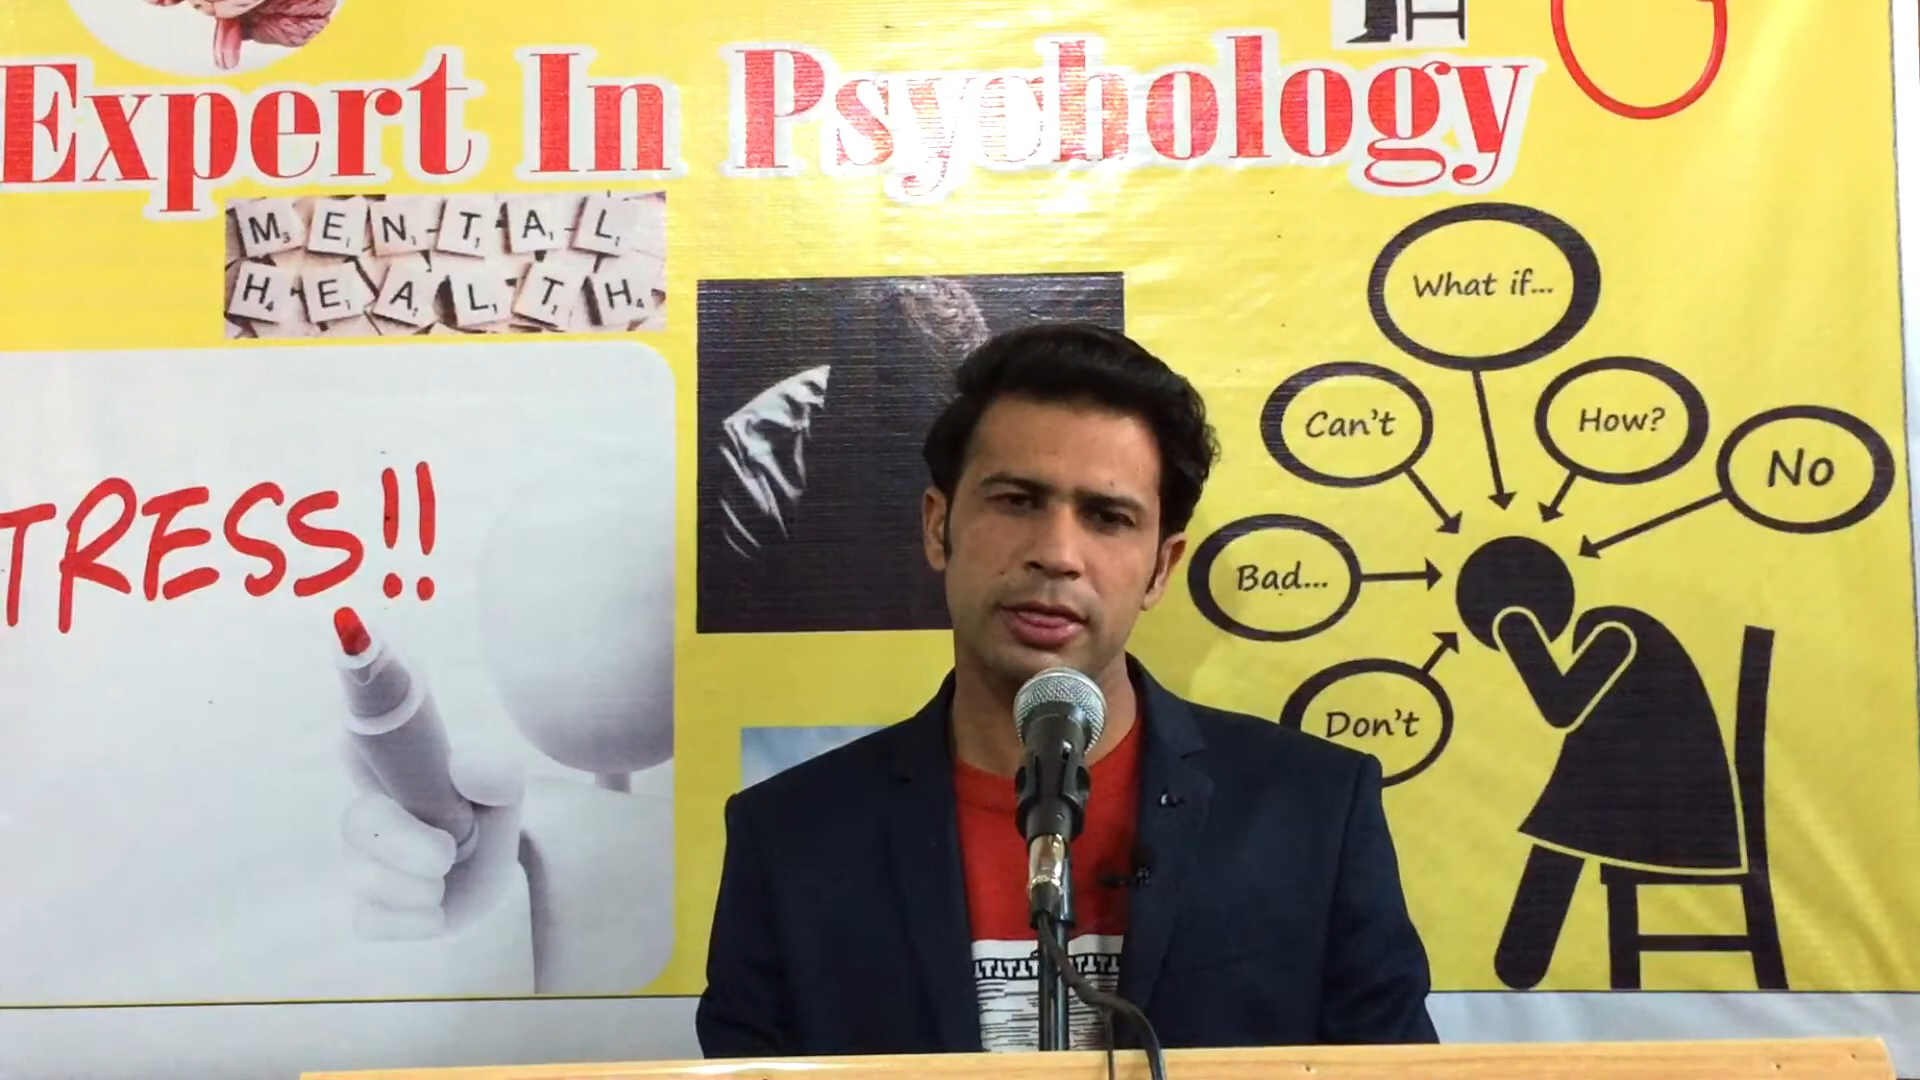 Expert In Psychology
MENTAL
HEALTH
TRESS!!
What if...
Can't
How?
No
Bad...
Don't